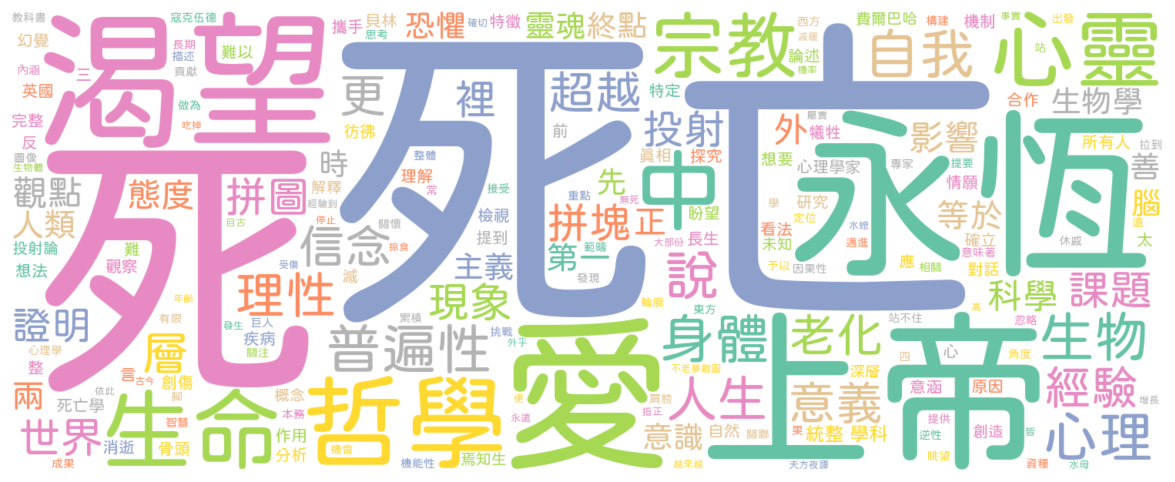 教科書
寇克伍德
幻覺
渴望
難以
長期
描述
貢獻
三
內涵
英國
做為
完整
吃掉
反
圖像
生物體
攜手
思考
貝林
確切
特徵
恐懼
靈魂
終點
機制
西方
減緩
費爾巴哈
構建
論述
機率
宗教
自我
事實
出發
站
心靈
死亡
更
裡
超越
特定
合作
生物學
彷彿
前
投射
外
犧牲
影響
屬實
所有人
拉到
死
時
整體
理解
檢視
真相
探究
心理學家
專家
提要
善
觀點
態度
拼圖
解釋
經驗到
常
接受
先
重點
無死
中
想要
永恆
情願
腦
人類
自古
信念
關懷
提到
拼塊
正
範疇
盼望
學
研究
定位
水螅
等於
遠
投射論
難
停止
掠食
主義
第一
大部份
長生
看法
未知
邁進
確立
意味著
休戚
太
想法
觀察
受傷
滅
發現
說
予以
因果性
應
相關
對話
理性
現象
科學
課題
證明
年齡
有限
發生
巨人
累積
輪廓
東方
高
站不住
忽略
層
疾病
關注
普遍性
挑戰
外乎
身體
老化
心
四
角度
生物
心理學
整
創傷
依此
愛
上帝
不老蔘雞圖
深層
兩
言
古今
概念
哲學
人生
意義
意涵
原因
經驗
死亡學
腳
本務
便
肩膀
指正
增長
世界
生命
智慧
作用
永遠
意識
自然
關聯
果
統整
學科
提供
創造
皆
心理
消逝
骨頭
分析
機會
焉知生
逆性
成果
機能性
越來越
天方夜譚
眺望
資糧
水母